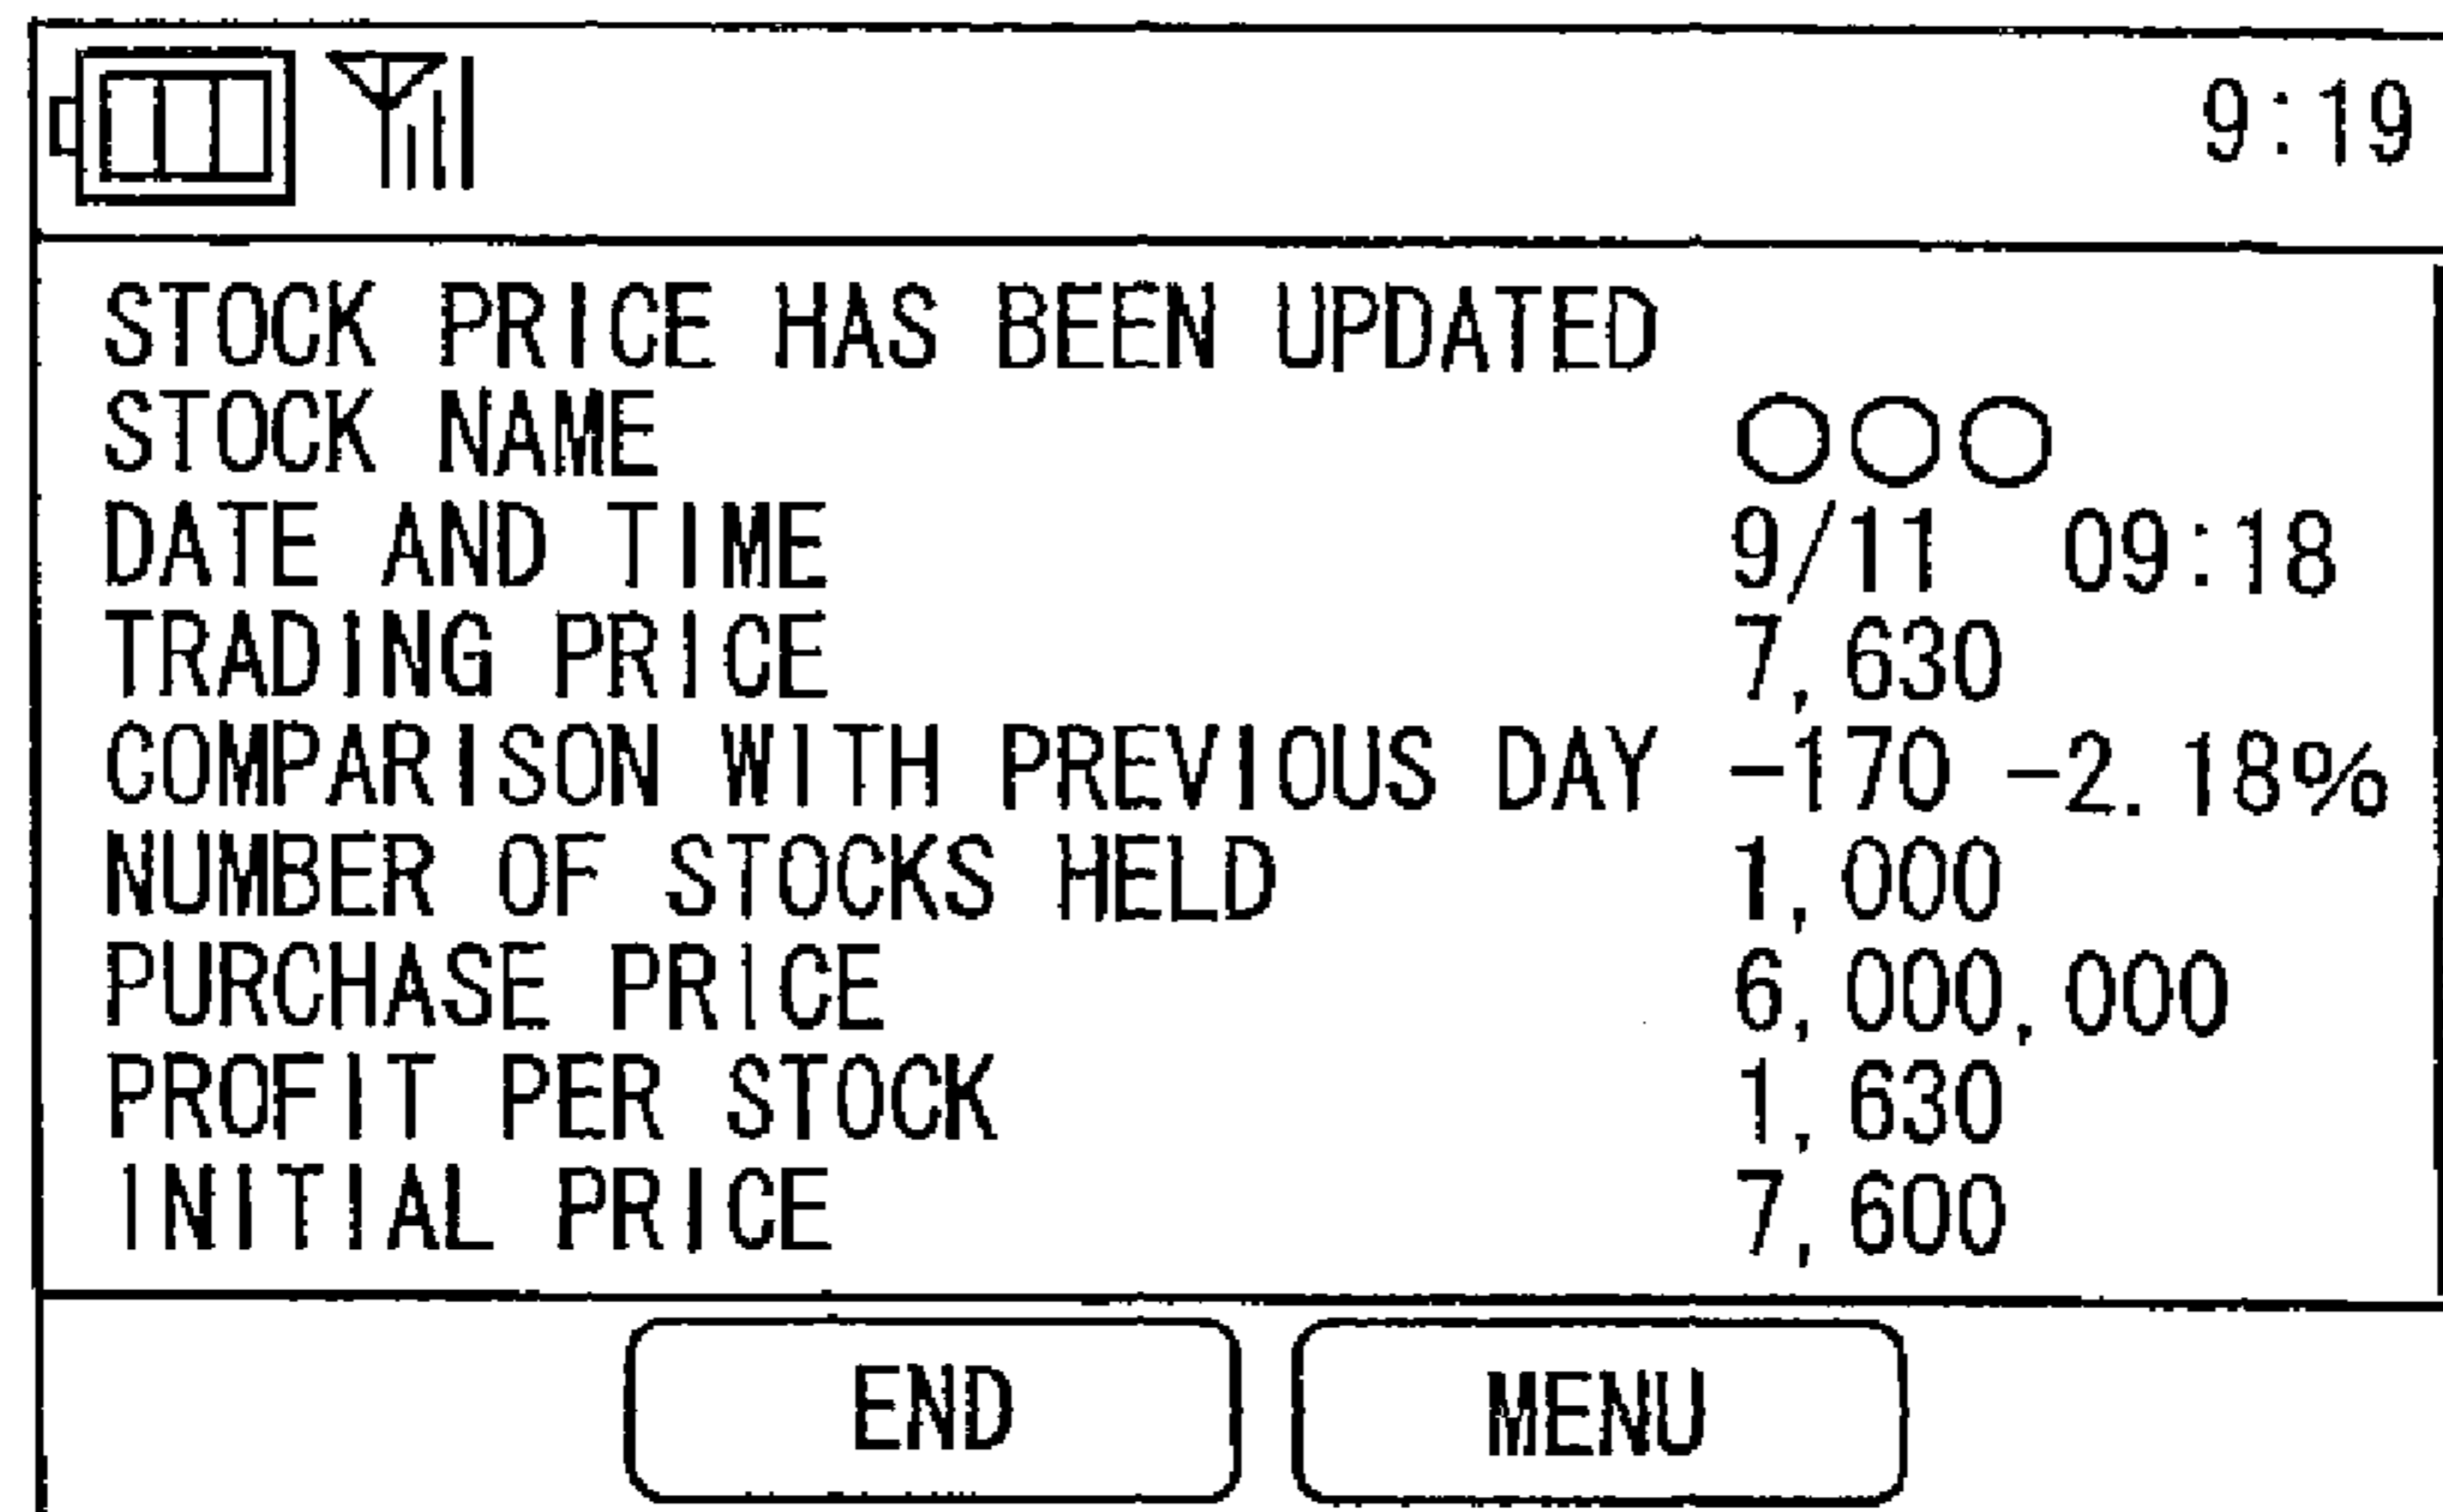 9:19
STOCK PRICE HAS BEEN UPDATED
STOCK NAME ○○○
DATE AND TIME 9/11 09:18
TRADING PRICE 7,630
COMPARISON WITH PREVIOUS DAY -170 -2.18%
NUMBER OF STOCKS HELD 1,000
PURCHASE PRICE 6,000,000
PROFIT PER STOCK 1,630
INITIAL PRICE 7,600
END MENU